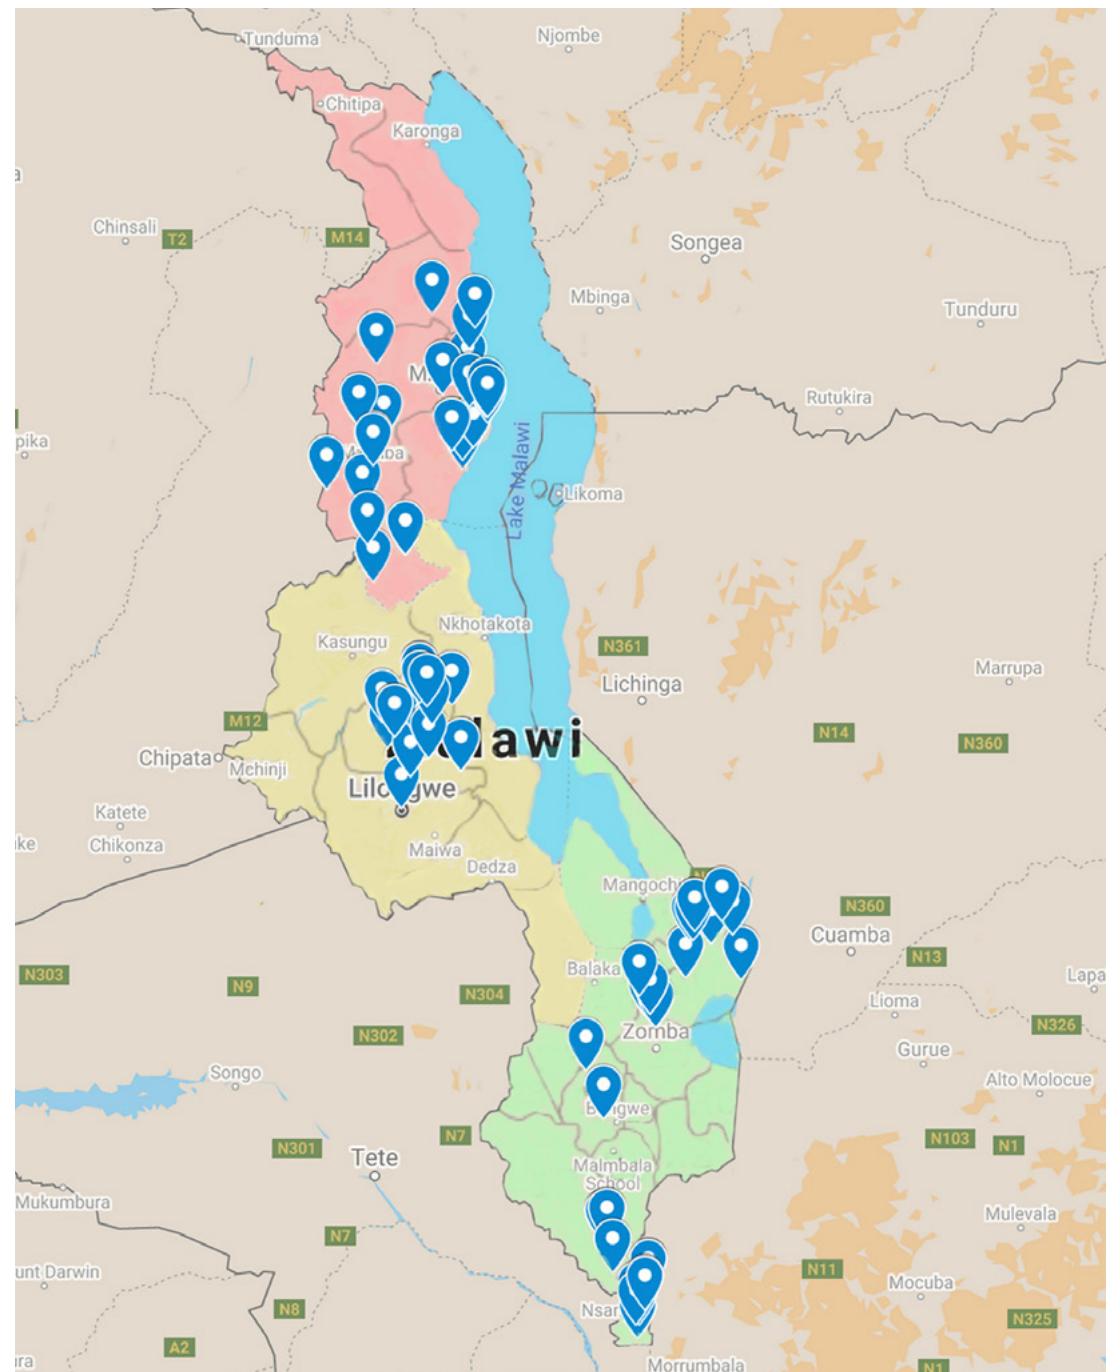 Tunduma
Njombe
Chitipa
Karonga
Chinsali
T2
M14
Songea
Mbinga
Tunduru
M
Rutukira
pika
Lake Malawi
Likoma
Nkhotakota
Kasungu
N361
Marrupa
Lichinga
M12
N14
N360
Chipata
Mchinji
Katete
Chikonza
Maiwa
Dedza
Mangochi
N360
Cuamba
N13
N303
N9
N304
Balaka
Lapa
Lioma
N302
N326
Zomba
Gurue
Songo
Alto Molocue
N7
N103
N1
N301
Tete
Malmbala
School
Mukumbura
Mulevala
N7
unt Darwin
N11
Mocuba
N8
Nsan
N325
A2
Morrumbala
N1